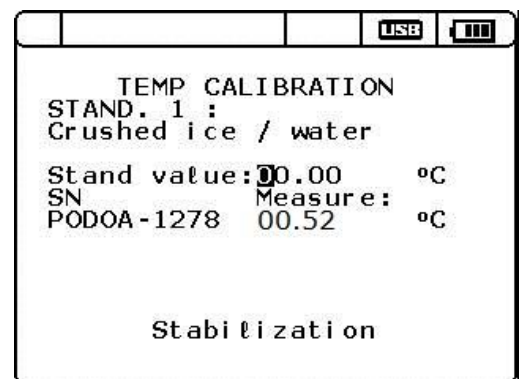 USB
TEMP CALIBRATION
STAND. 1 :
Crushed ice / water
Stand value:00.00 ºC
SN Measure:
PODOA-1278 00.52 ºC
Stabilization